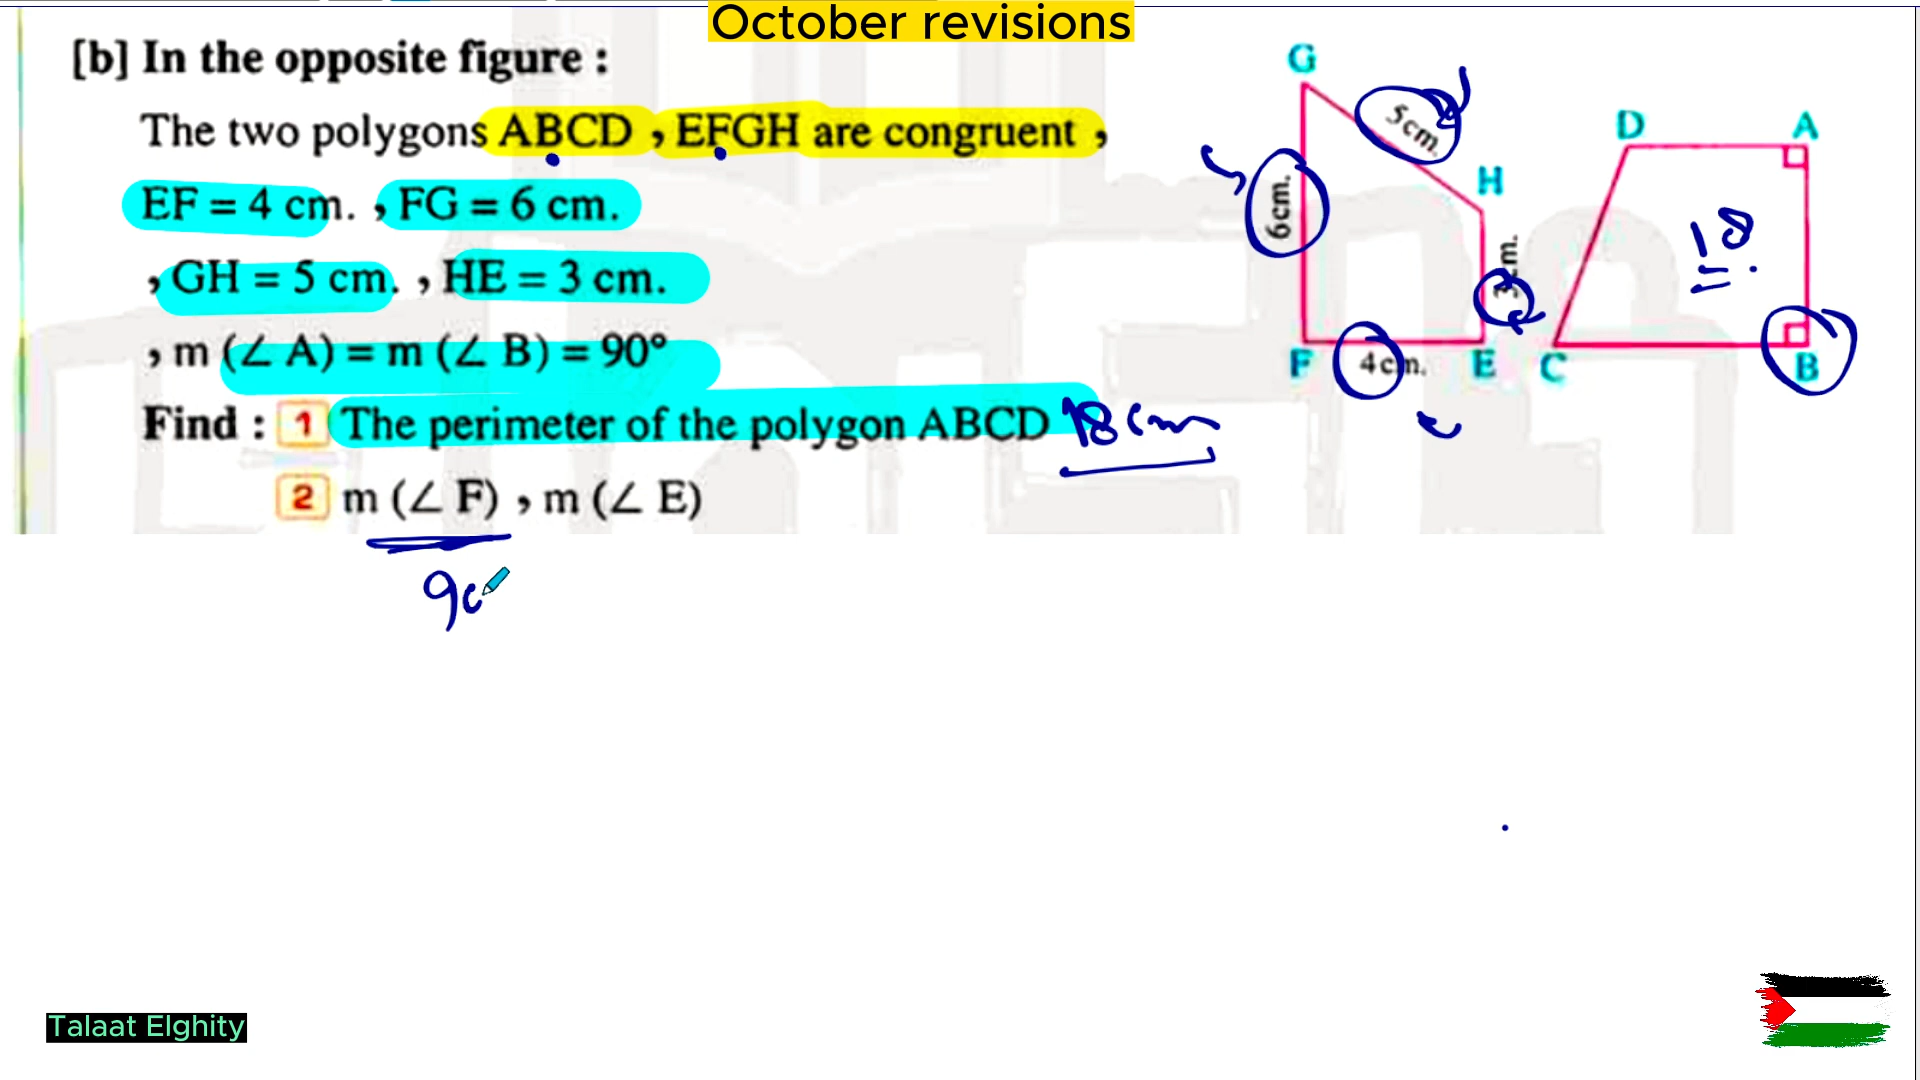 October revisions
[b] In the opposite figure :
The two polygons ABCD , EFGH are congruent ,
EF = 4 cm. , FG = 6 cm.
, GH = 5 cm. , HE = 3 cm.
, m (∠ A) = m (∠ B) = 90°
Find : 1 The perimeter of the polygon ABCD 18 cm
2 m (∠ F) , m (∠ E)
90
G
5cm.
H
6cm.
3cm.
F 4cm. E
D A
18
C B
Talaat Elghity